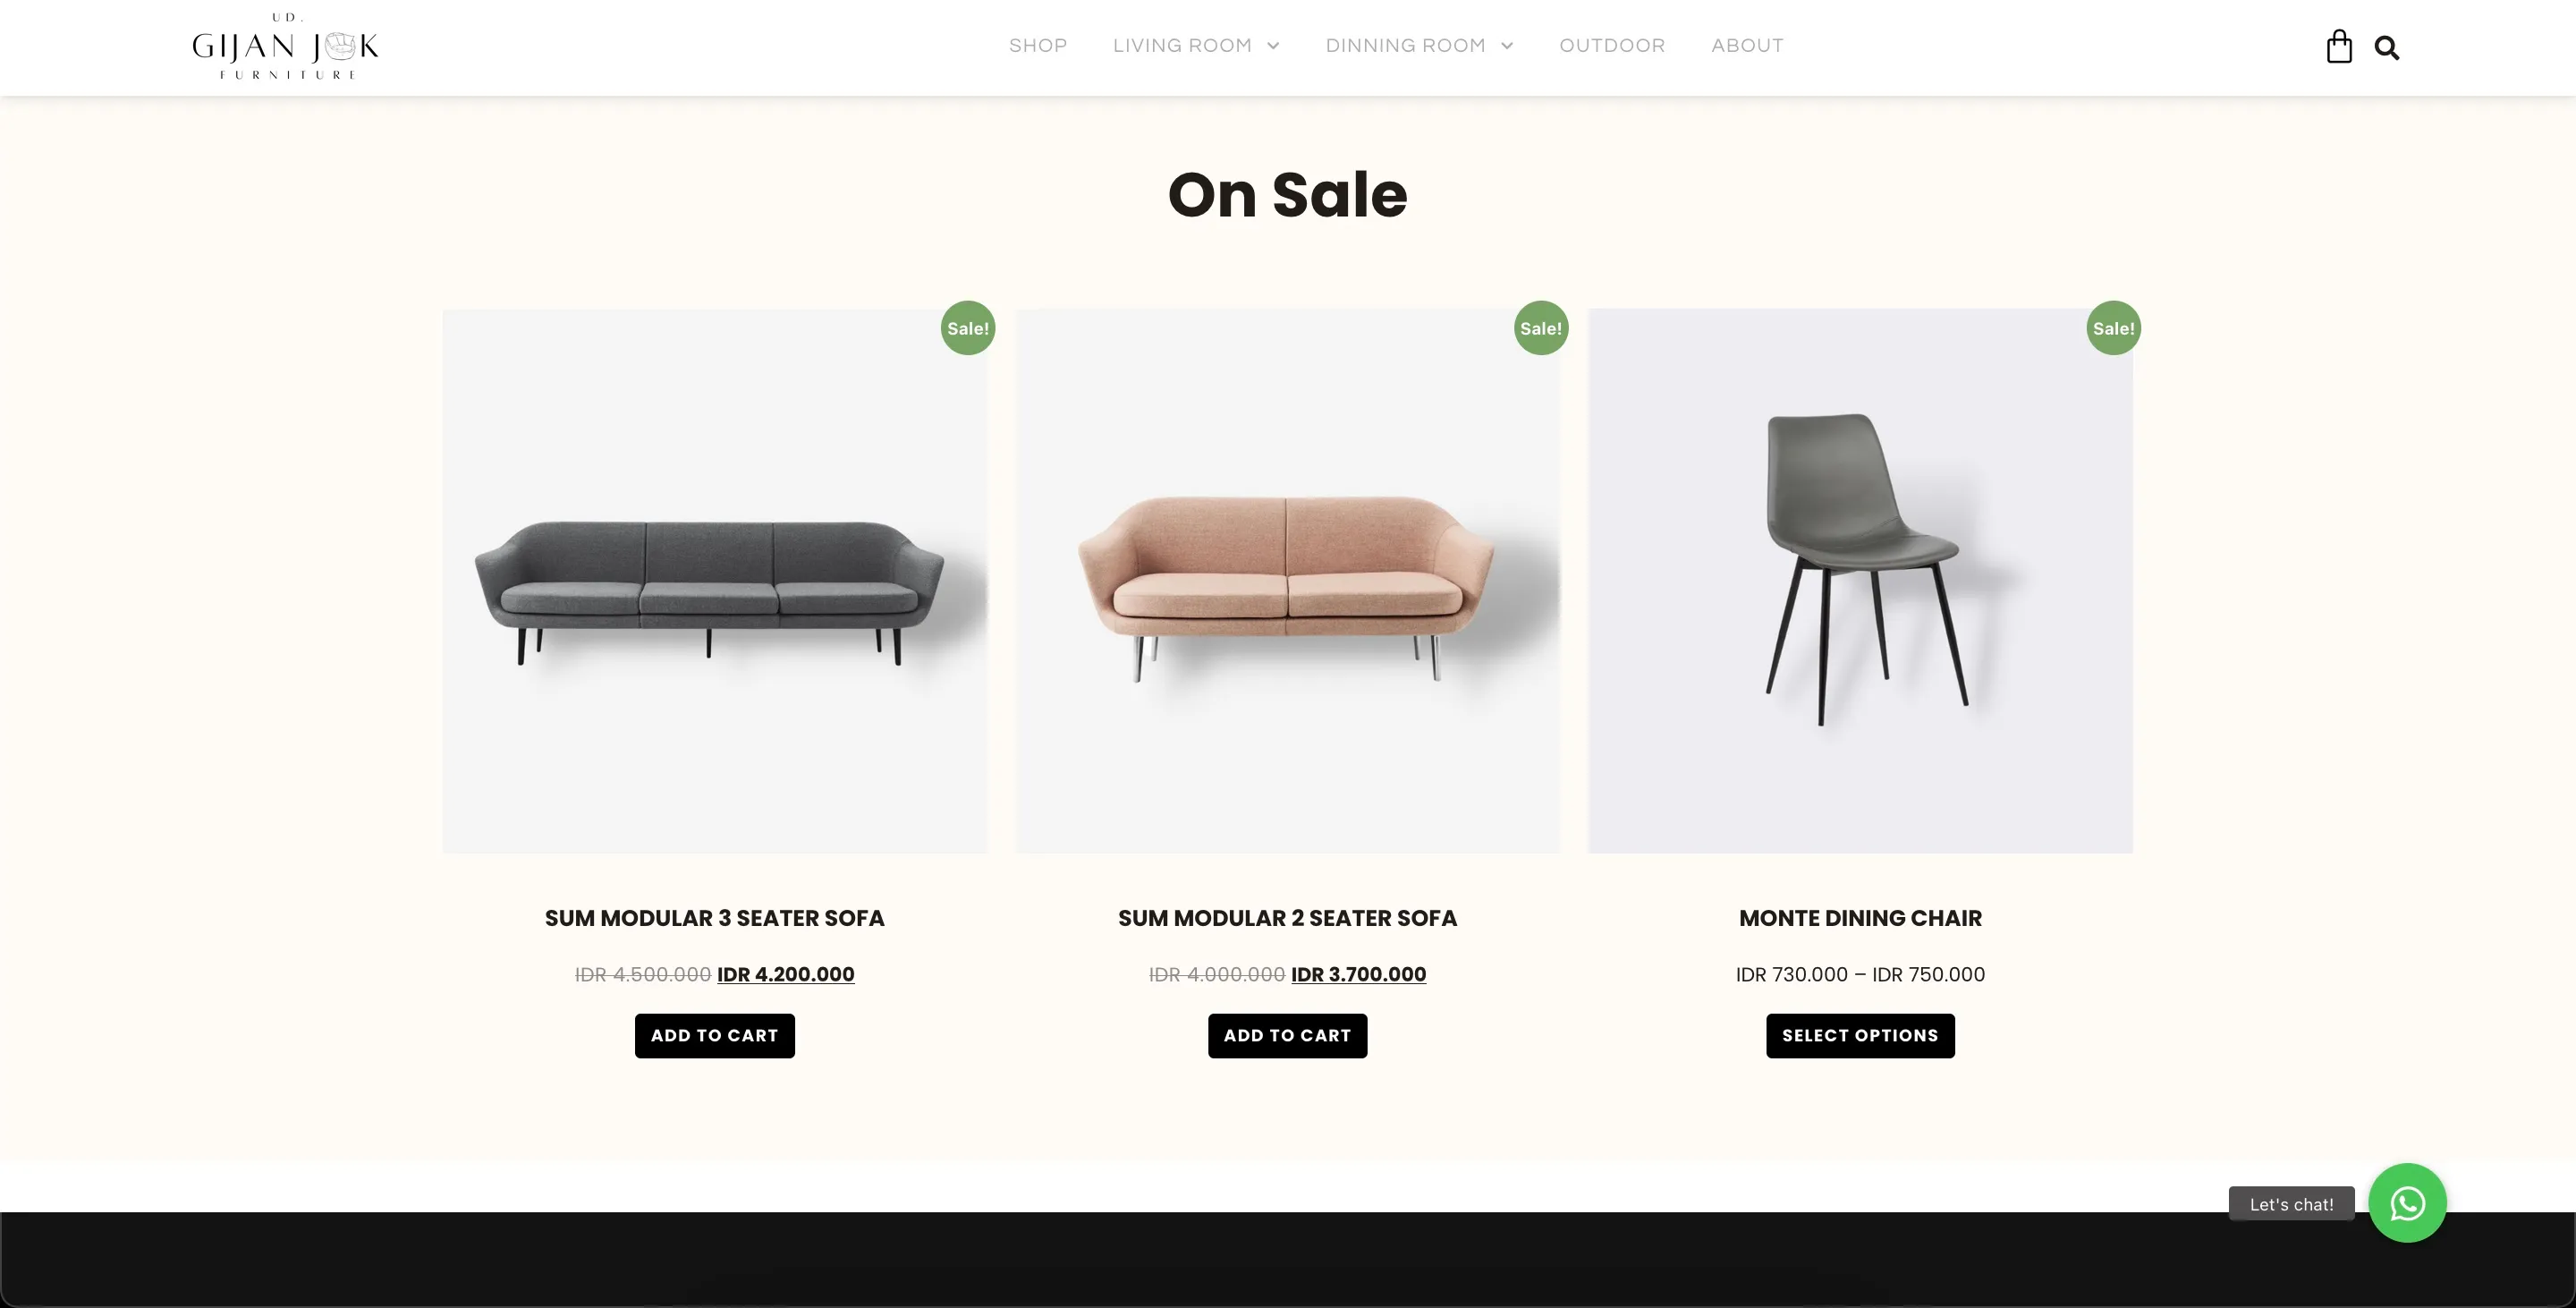 UD.
GIJAN JOK
FURNITURE
SHOP LIVING ROOM DINNING ROOM OUTDOOR ABOUT
On Sale
Sale! Sale! Sale!
SUM MODULAR 3 SEATER SOFA
IDR 4.500.000 IDR 4.200.000
ADD TO CART
SUM MODULAR 2 SEATER SOFA
IDR 4.000.000 IDR 3.700.000
ADD TO CART
MONTE DINING CHAIR
IDR 730.000 – IDR 750.000
SELECT OPTIONS
Let's chat!